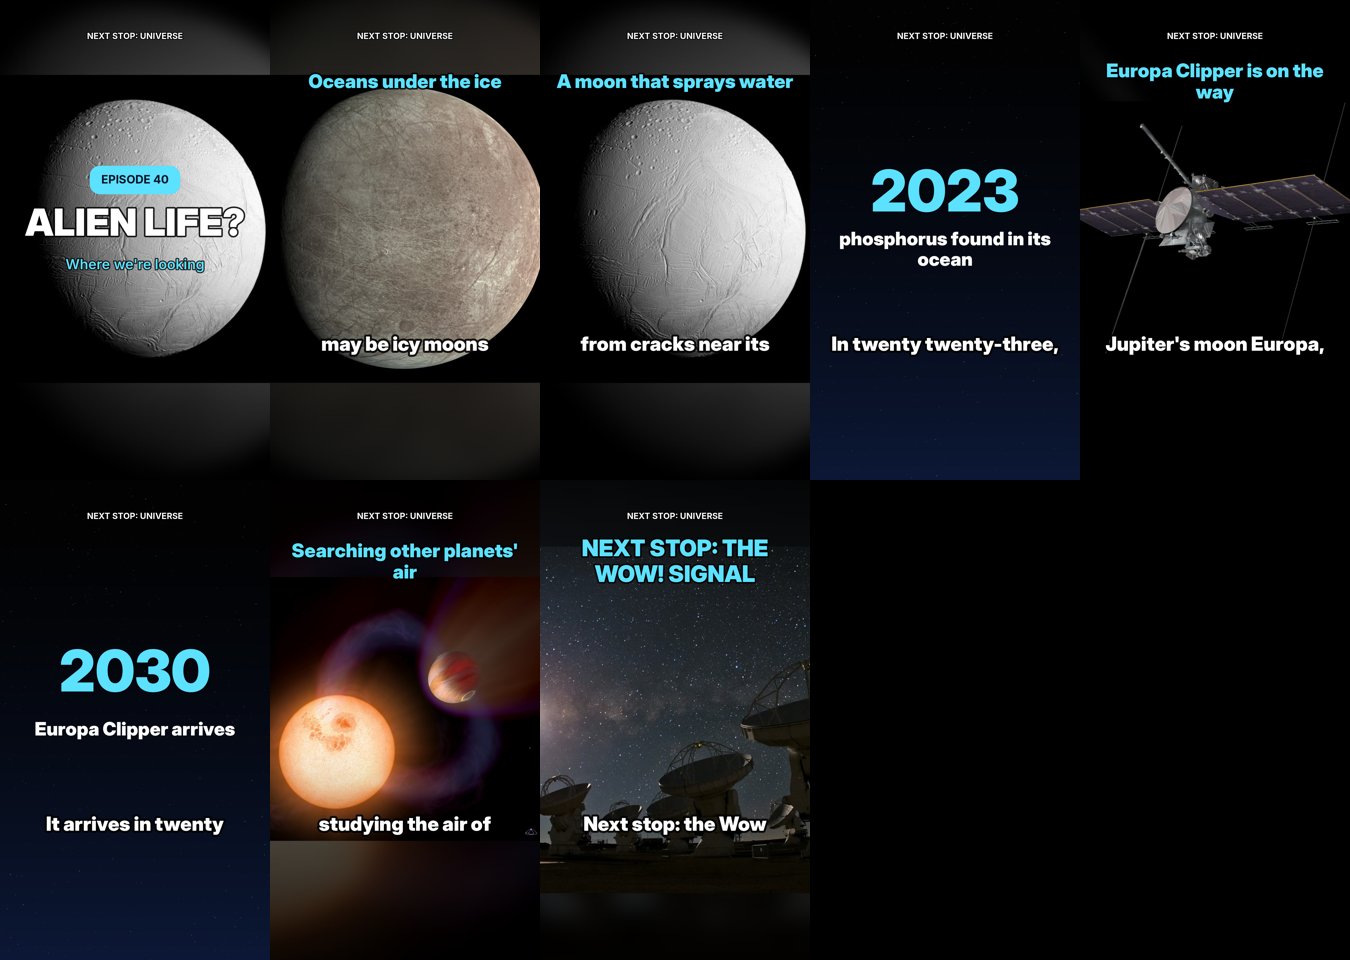 NEXT STOP: UNIVERSE
EPISODE 40
ALIEN LIFE?
Where we're looking
NEXT STOP: UNIVERSE
Oceans under the ice
may be icy moons
NEXT STOP: UNIVERSE
A moon that sprays water
from cracks near its
NEXT STOP: UNIVERSE
2023
phosphorus found in its
ocean
In twenty twenty-three,
NEXT STOP: UNIVERSE
Europa Clipper is on the
way
Jupiter's moon Europa,
NEXT STOP: UNIVERSE
2030
Europa Clipper arrives
It arrives in twenty
NEXT STOP: UNIVERSE
Searching other planets'
air
studying the air of
NEXT STOP: UNIVERSE
NEXT STOP: THE
WOW! SIGNAL
Next stop: the Wow